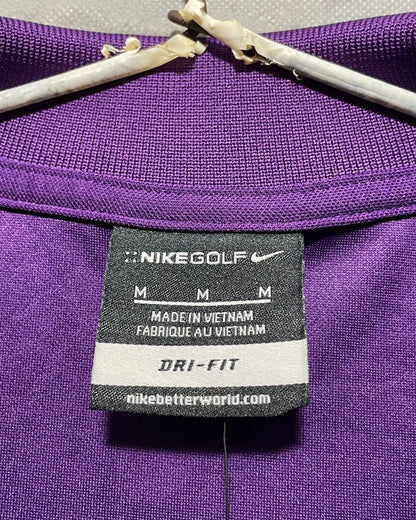 NIKEGOLF
M M M
MADE IN VIETNAM
FABRIQUE AU VIETNAM
DRI-FIT
nikebetterworld.com